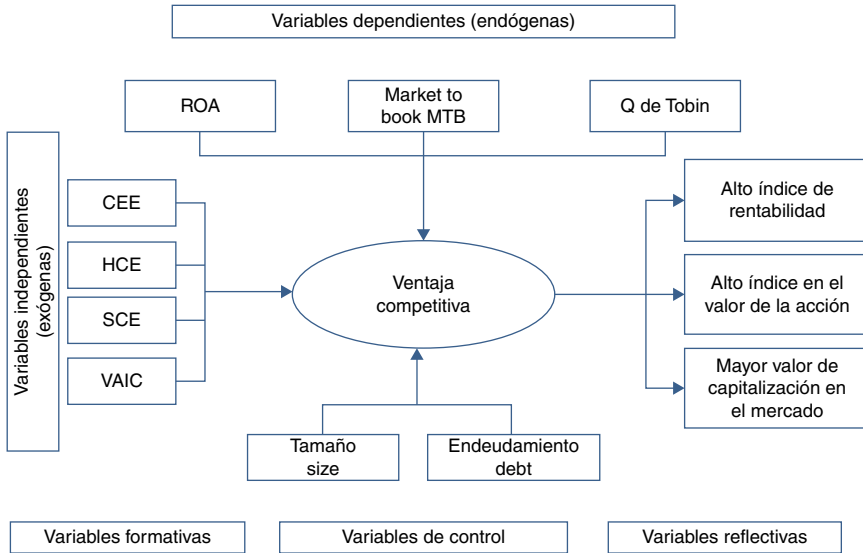 Variables dependientes (endógenas)
ROA
Market to
book MTB
Q de Tobin
Variables independientes
(exógenas)
CEE
HCE
SCE
VAIC
Ventaja
competitiva
Alto índice de
rentabilidad
Alto índice en el
valor de la acción
Mayor valor de
capitalización en
el mercado
Tamaño
size
Endeudamiento
debt
Variables formativas
Variables de control
Variables reflectivas